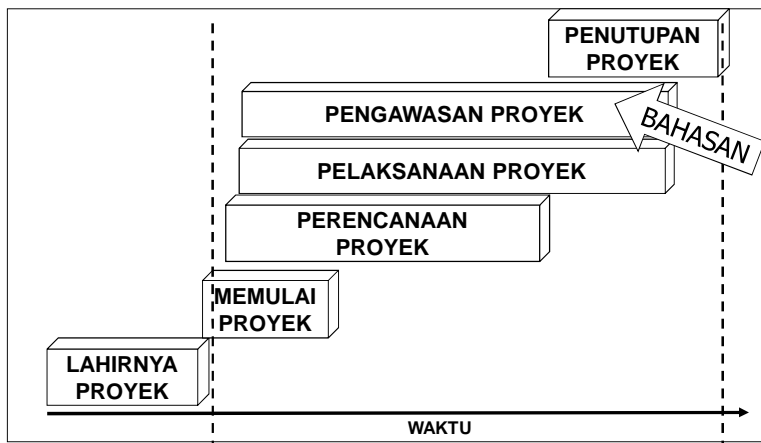 PENUTUPAN
PROYEK
PENGAWASAN PROYEK
BAHASAN
PELAKSANAAN PROYEK
PERENCANAAN
PROYEK
MEMULAI
PROYEK
LAHIRNYA
PROYEK
WAKTU